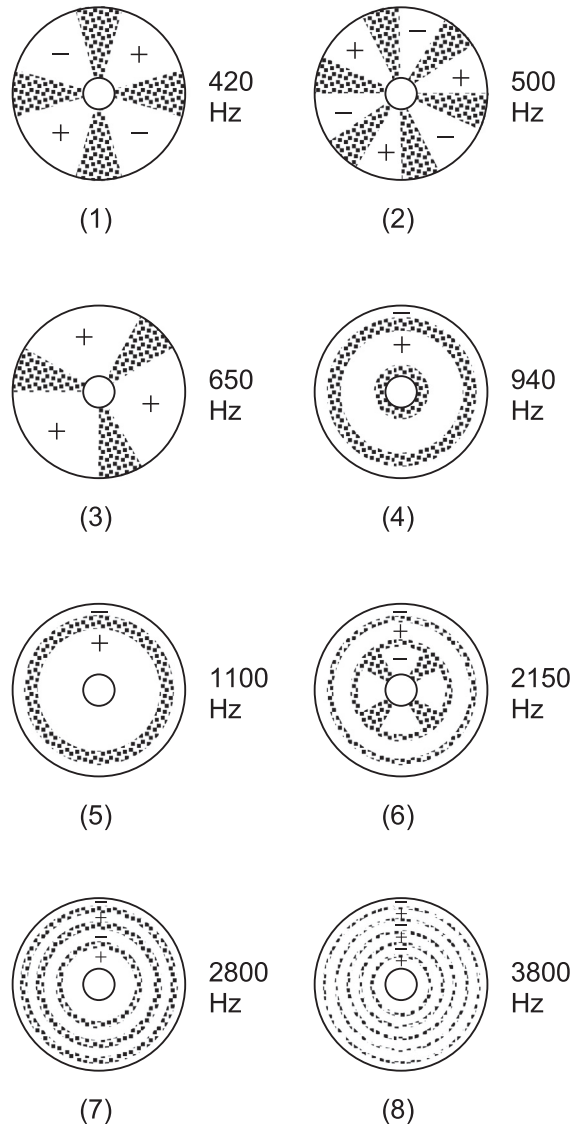 − + 420
+ − Hz
(1)
+ − 500
− + Hz
+ −
(2)
+ 650
+ + Hz
(3)
− 940
+ Hz
(4)
− 1100
+ Hz
(5)
− 2150
+ Hz
−
(6)
− 2800
+ Hz
−
+
(7)
− 3800
+ Hz
−
+
−
+
(8)